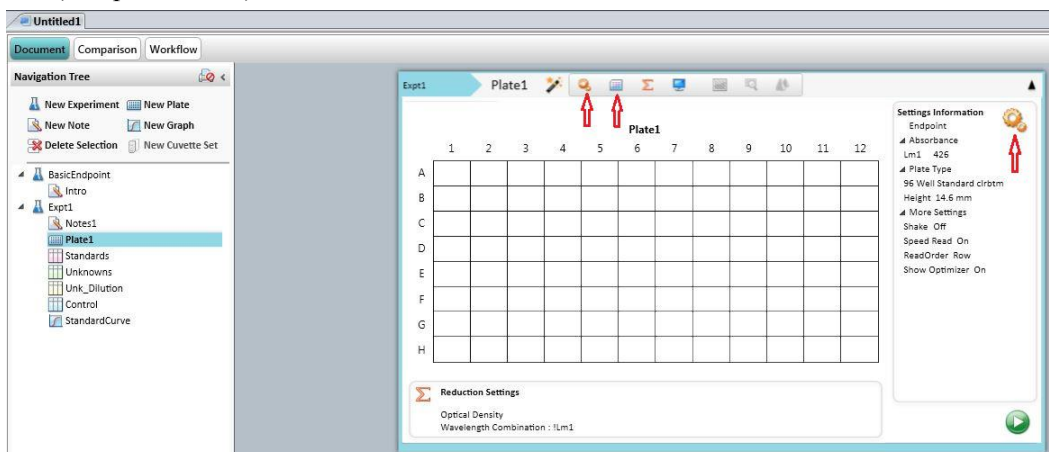 Untitled1
Document Comparison Workflow
Navigation Tree
New Experiment New Plate
New Note New Graph
Delete Selection New Cuvette Set
BasicEndpoint
Intro
Expt1
Notes1
Plate1
Standards
Unknowns
Unk_Dilution
Control
StandardCurve
Expt1 Plate1
Plate1
1 2 3 4 5 6 7 8 9 10 11 12
A
B
C
D
E
F
G
H
Reduction Settings
Optical Density
Wavelength Combination : !Lm1
Settings Information
Endpoint
Absorbance
Lm1 426
Plate Type
96 Well Standard clrbtm
Height 14.6 mm
More Settings
Shake Off
Speed Read On
ReadOrder Row
Show Optimizer On